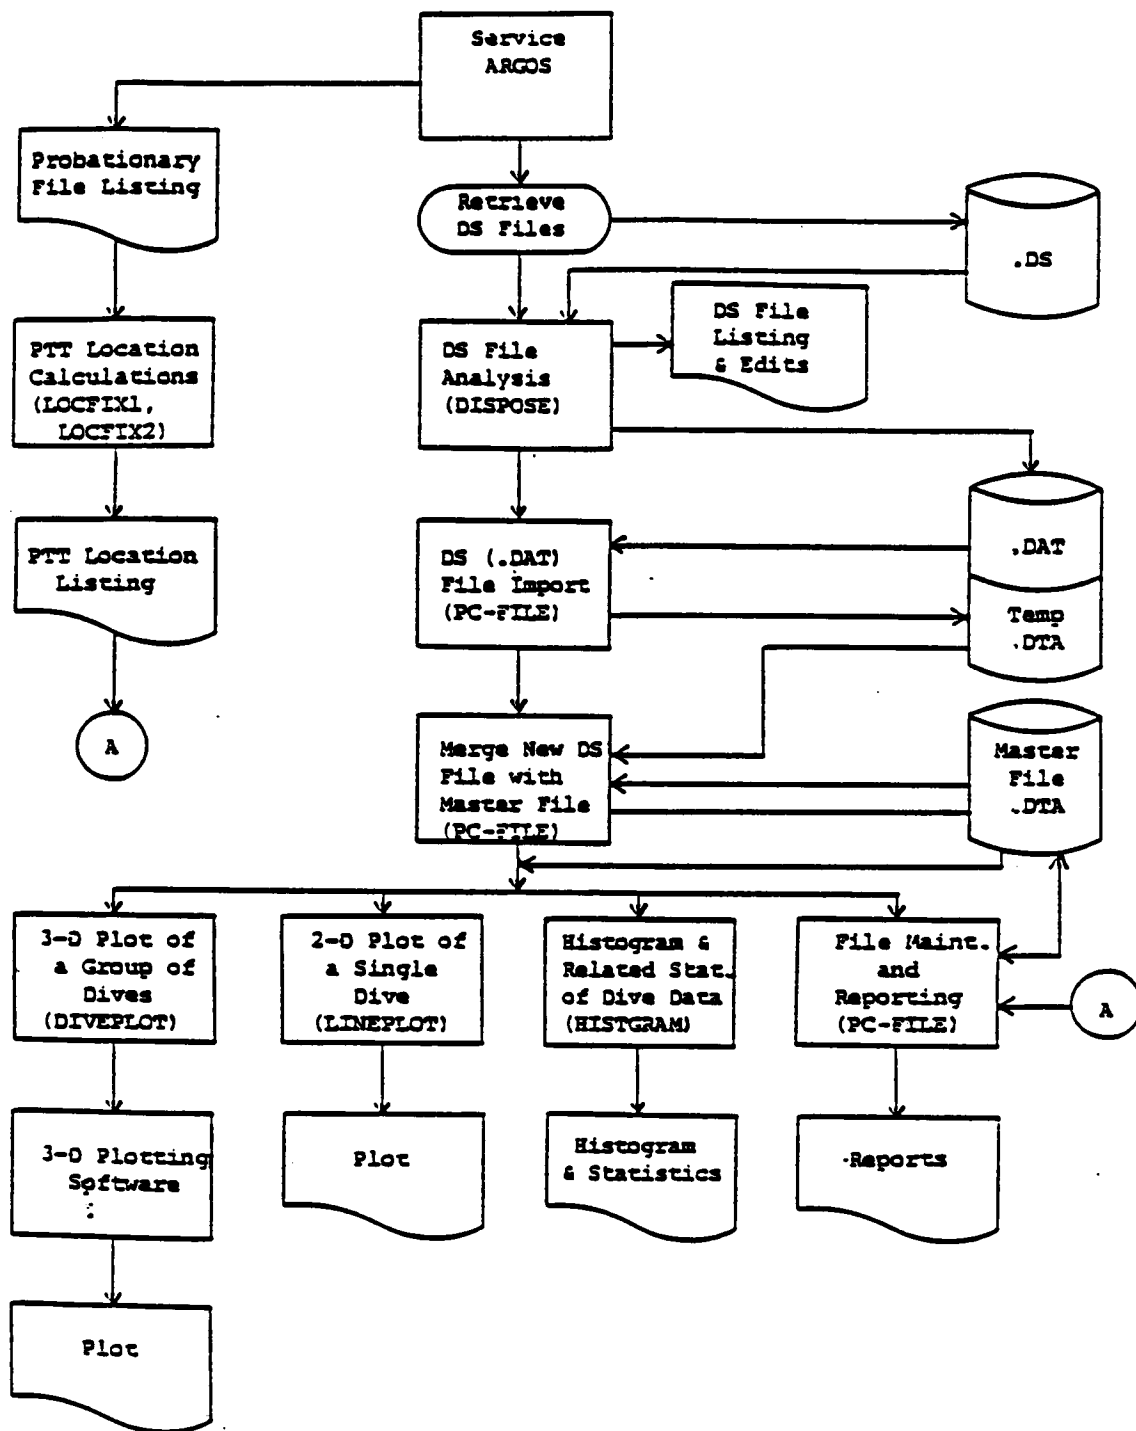 Service
ARGOS
Probationary
File Listing
Retrieve
DS Files
.DS
DS File
Listing
& Edits
PTT Location
Calculations
(LOCFIX1,
LOCFIX2)
DS File
Analysis
(DISPOSE)
PTT Location
Listing
DS (.DAT)
File Import
(PC-FILE)
.DAT
Temp
.DTA
A
Merge New DS
File with
Master File
(PC-FILE)
Master
File
.DTA
3-D Plot of
a Group of
Dives
(DIVEPLOT)
2-D Plot of
a Single
Dive
(LINEPLOT)
Histogram &
Related Stat.
of Dive Data
(HISTGRAM)
File Maint.
and
Reporting
(PC-FILE)
A
3-D Plotting
Software
Plot
Histogram
& Statistics
Reports
Plot